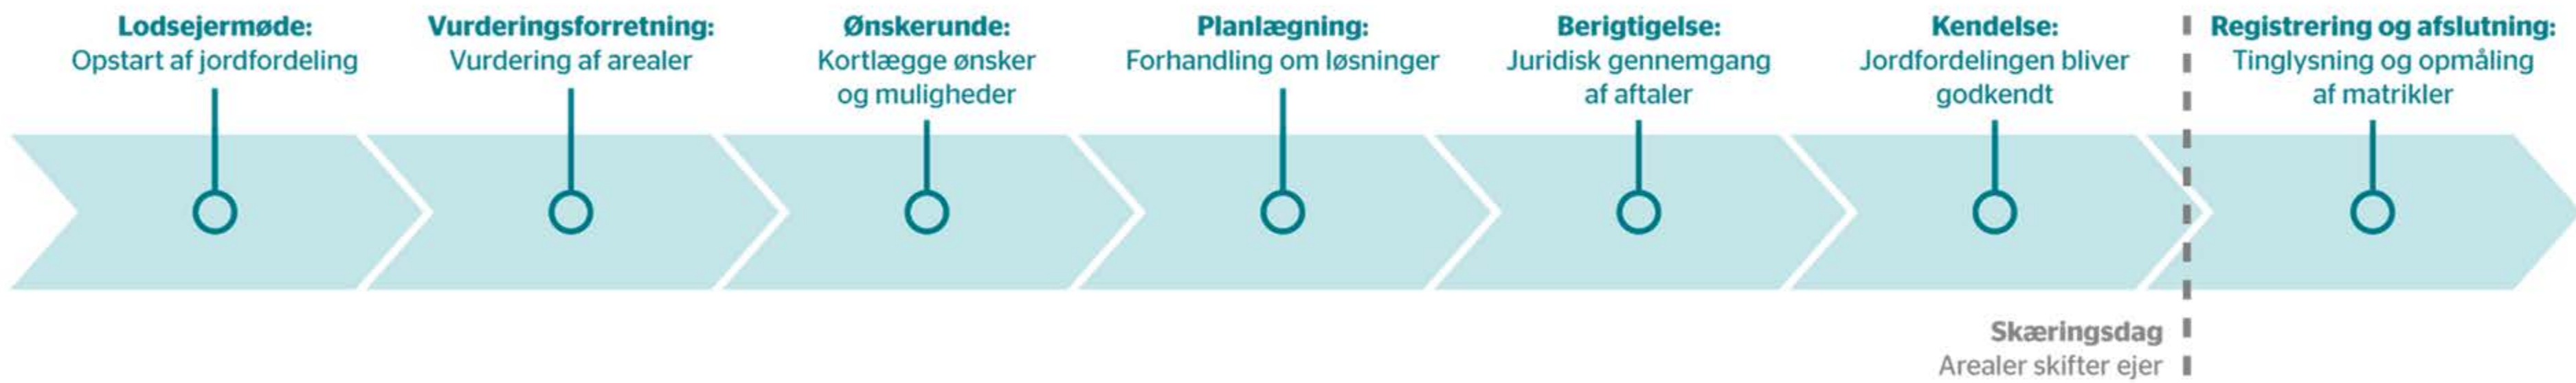 Lodsejermøde:
Opstart af jordfordeling
Vurderingsforretning:
Vurdering af arealer
Ønskerunde:
Kortlægge ønsker
og muligheder
Planlægning:
Forhandling om løsninger
Berigtigelse:
Juridisk gennemgang
af aftaler
Kendelse:
Jordfordelingen bliver
godkendt
Registrering og afslutning:
Tinglysning og opmåling
af matrikler
Skæringsdag
Arealer skifter ejer